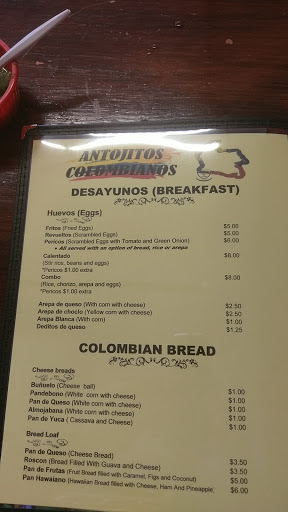 ANTOJITOS
COLOMBIANOS
DESAYUNOS (BREAKFAST)
Huevos (Eggs)
Fritos (Fried Eggs) $5.00
Revueltos (Scrambled Eggs) $5.00
Pericos (Scrambled Eggs with Tomato and Green Onion) $6.00
• All served with an option of bread, rice or arepa
Calentado $8.00
(Stir rice, beans and eggs)
*Pericos $1.00 extra
Combo $8.00
(Rice, chorizo, arepa and eggs)
*Pericos $1.00 extra
Arepa de queso (With corn with cheese) $2.50
Arepa de choclo (Yellow corn with cheese) $2.50
Arepa Blanca (With corn) $1.00
Deditos de queso $1.25
COLOMBIAN BREAD
Cheese breads
Buñuelo (Cheese ball) $1.00
Pandebono (White corn with cheese) $1.00
Pan de Queso (White corn with cheese) $1.00
Almojabana (White corn with cheese) $1.00
Pan de Yuca ( Cassava and Cheese) $1.00
Bread Loaf
Pan de Queso (Cheese Bread) $3.50
Roscon (Bread Filled With Guava and Cheese) $3.50
Pan de Frutas (Fruit Bread filled with Caramel, Figs and Coconut) $5.00
Pan Hawaiano (Hawaiian Bread filled with Cheese, Ham And Pineapple) $6.00